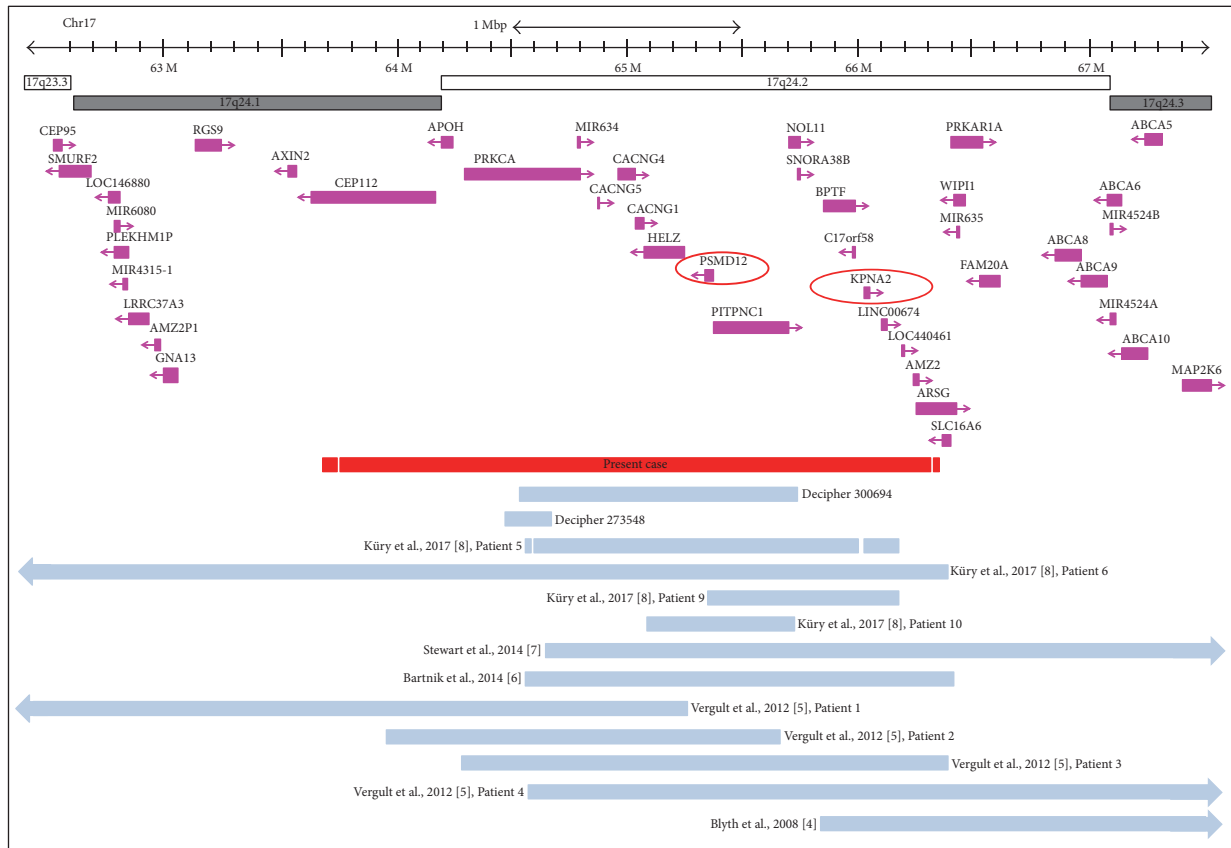 Chr17
1 Mbp
63 M 64 M 65 M 66 M 67 M
17q23.3 17q24.2
17q24.1 17q24.3
CEP95 RGS9 APOH MIR634 NOL11 PRKAR1A ABCA5
SMURF2 AXIN2 PRKCA CACNG4 SNORA38B
LOC146880 CEP112 CACNG5 BPTF WIPI1 ABCA6
MIR6080 CACNG1 MIR635 MIR4524B
PLEKHM1P HELZ C17orf58 ABCA8
MIR4315-1 PSMD12 KPNA2 FAM20A ABCA9
LRRC37A3 PITPNC1 LINC00674 MIR4524A
AMZ2P1 LOC440461 ABCA10
GNA13 AMZ2 MAP2K6
ARSG
SLC16A6
Present case
Decipher 300694
Decipher 273548
Küry et al., 2017 [8], Patient 5
Küry et al., 2017 [8], Patient 6
Küry et al., 2017 [8], Patient 9
Küry et al., 2017 [8], Patient 10
Stewart et al., 2014 [7]
Bartnik et al., 2014 [6]
Vergult et al., 2012 [5], Patient 1
Vergult et al., 2012 [5], Patient 2
Vergult et al., 2012 [5], Patient 3
Vergult et al., 2012 [5], Patient 4
Blyth et al., 2008 [4]